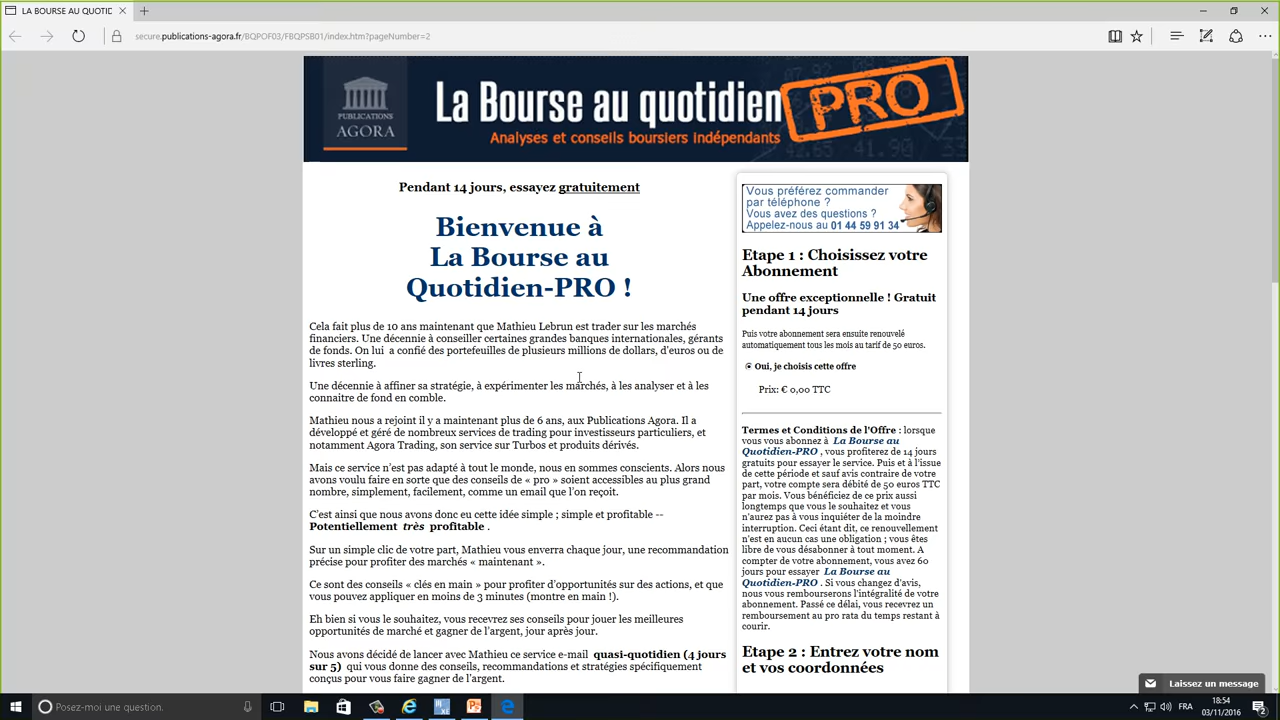 LA BOURSE AU QUOTID
secure.publications-agora.fr/BQPOF03/FBQPSB01/index.htm?pageNumber=2
PUBLICATIONS
AGORA
La Bourse au quotidien
PRO
Analyses et conseils boursiers indépendants
Pendant 14 jours, essayez gratuitement
Bienvenue à
La Bourse au
Quotidien-PRO !
Cela fait plus de 10 ans maintenant que Mathieu Lebrun est trader sur les marchés
financiers. Une décennie à conseiller certaines grandes banques internationales, gérants
de fonds. On lui a confié des portefeuilles de plusieurs millions de dollars, d'euros ou de
livres sterling.
Une décennie à affiner sa stratégie, à expérimenter les marchés, à les analyser et à les
connaitre de fond en comble.
Mathieu nous a rejoint il y a maintenant plus de 6 ans, aux Publications Agora. Il a
développé et géré de nombreux services de trading pour investisseurs particuliers, et
notamment Agora Trading, son service sur Turbos et produits dérivés.
Mais ce service n'est pas adapté à tout le monde, nous en sommes conscients. Alors nous
avons voulu faire en sorte que des conseils de « pro » soient accessibles au plus grand
nombre, simplement, facilement, comme un email que l'on reçoit.
C'est ainsi que nous avons donc eu cette idée simple ; simple et profitable --
Potentiellement très profitable .
Sur un simple clic de votre part, Mathieu vous enverra chaque jour, une recommandation
précise pour profiter des marchés « maintenant ».
Ce sont des conseils « clés en main » pour profiter d'opportunités sur des actions, et que
vous pouvez appliquer en moins de 3 minutes (montre en main !).
Eh bien si vous le souhaitez, vous recevrez ses conseils pour jouer les meilleures
opportunités de marché et gagner de l'argent, jour après jour.
Nous avons décidé de lancer avec Mathieu ce service e-mail quasi-quotidien (4 jours
sur 5) qui vous donne des conseils, recommandations et stratégies spécifiquement
conçus pour vous faire gagner de l'argent.
Vous préférez commander
par téléphone ?
Vous avez des questions ?
Appelez-nous au 01 44 59 91 34
Etape 1 : Choisissez votre
Abonnement
Une offre exceptionnelle ! Gratuit
pendant 14 jours
Puis votre abonnement sera ensuite renouvelé
automatiquement tous les mois au tarif de 50 euros.
Oui, je choisis cette offre
Prix: € 0,00 TTC
Termes et Conditions de l'Offre : lorsque
vous vous abonnez à La Bourse au
Quotidien-PRO , vous profiterez de 14 jours
gratuits pour essayer le service. Puis et à l'issue
de cette période et sauf avis contraire de votre
part, votre compte sera débité de 50 euros TTC
par mois. Vous bénéficiez de ce prix aussi
longtemps que vous le souhaitez et vous
n'aurez pas à vous inquiéter de la moindre
interruption. Ceci étant dit, ce renouvellement
n'est en aucun cas une obligation ; vous êtes
libre de vous désabonner à tout moment. A
compter de votre abonnement, vous avez 60
jours pour essayer La Bourse au
Quotidien-PRO . Si vous changez d'avis,
nous vous rembourserons l'intégralité de votre
abonnement. Passé ce délai, vous recevrez un
remboursement au pro rata du temps restant à
courir.
Etape 2 : Entrez votre nom
et vos coordonnées
Laissez un message
Posez-moi une question.
FRA
18:54
03/11/2016
2